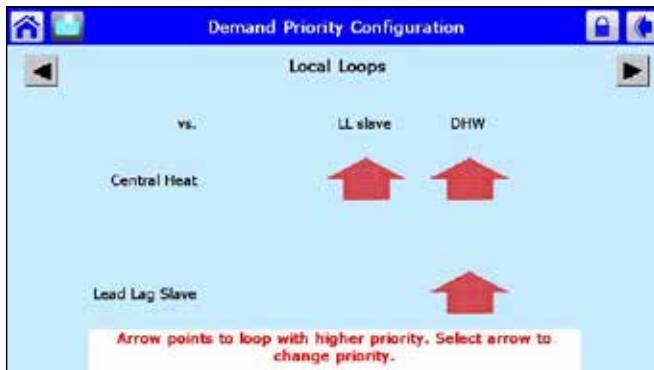 Demand Priority Configuration
Local Loops
vs. LL slave DHW
Central Heat
Lead Lag Slave
Arrow points to loop with higher priority. Select arrow to
change priority.